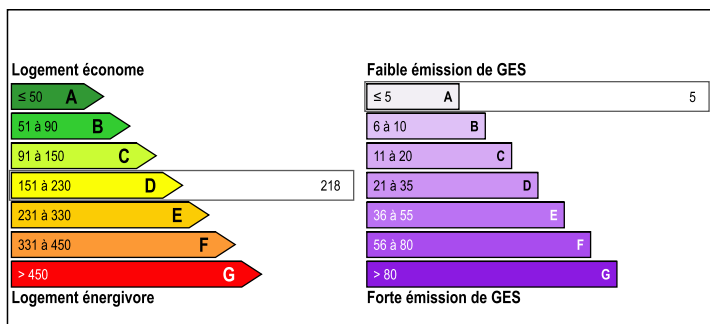 Logement économe
≤ 50 A
51 à 90 B
91 à 150 C
151 à 230 D 218
231 à 330 E
331 à 450 F
> 450 G
Logement énergivore
Faible émission de GES
≤ 5 A 5
6 à 10 B
11 à 20 C
21 à 35 D
36 à 55 E
56 à 80 F
> 80 G
Forte émission de GES